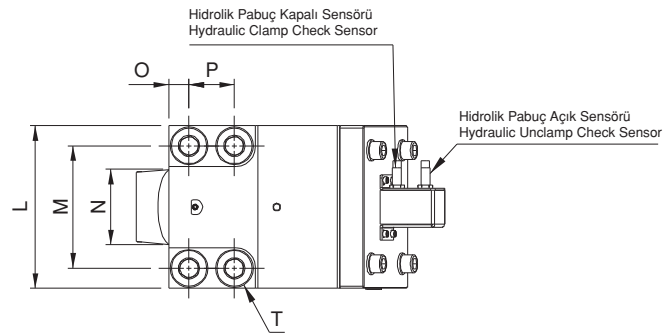 Hidrolik Pabuç Kapalı Sensörü
Hydraulic Clamp Check Sensor
O
P
Hidrolik Pabuç Açık Sensörü
Hydraulic Unclamp Check Sensor
L
M
N
T